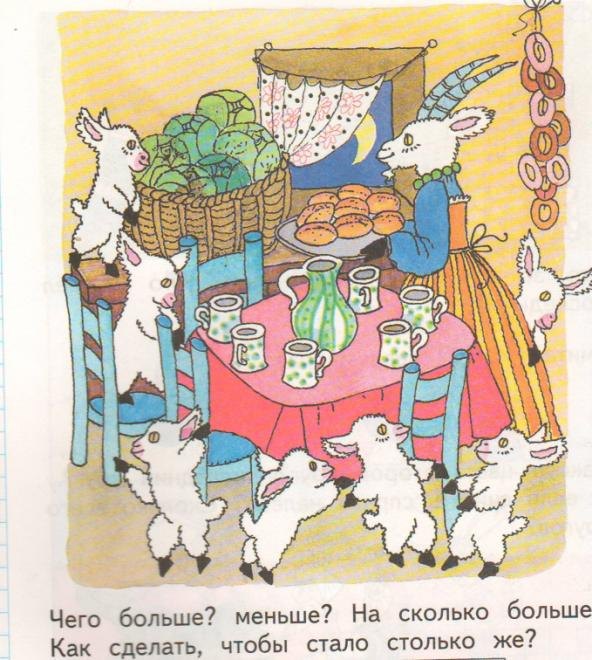 Чего больше? меньше? На сколько больше
Как сделать, чтобы стало столько же?